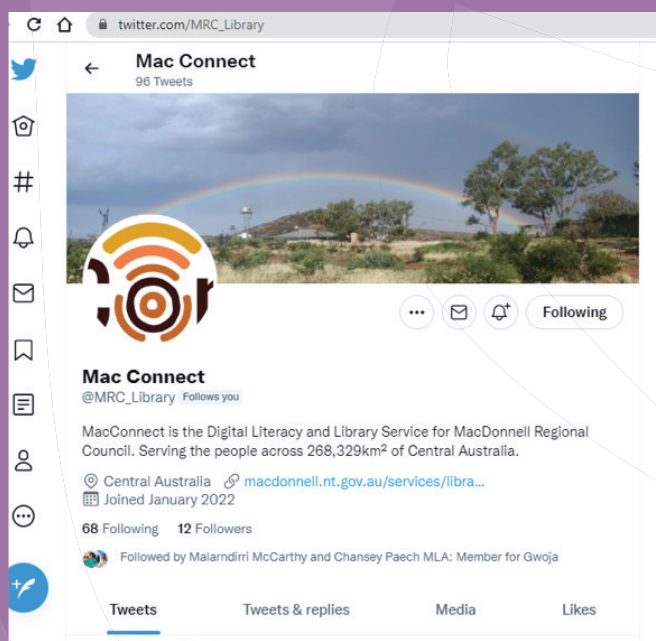 twitter.com/MRC_Library
Mac Connect
96 Tweets
Following
Mac Connect
@MRC_Library Follows you
MacConnect is the Digital Literacy and Library Service for MacDonnell Regional
Council. Serving the people across 268,329km² of Central Australia.
Central Australia macdonnell.nt.gov.au/services/libra...
Joined January 2022
68 Following 12 Followers
Followed by Malarndirri McCarthy and Chansey Paech MLA: Member for Gwoja
Tweets Tweets & replies Media Likes